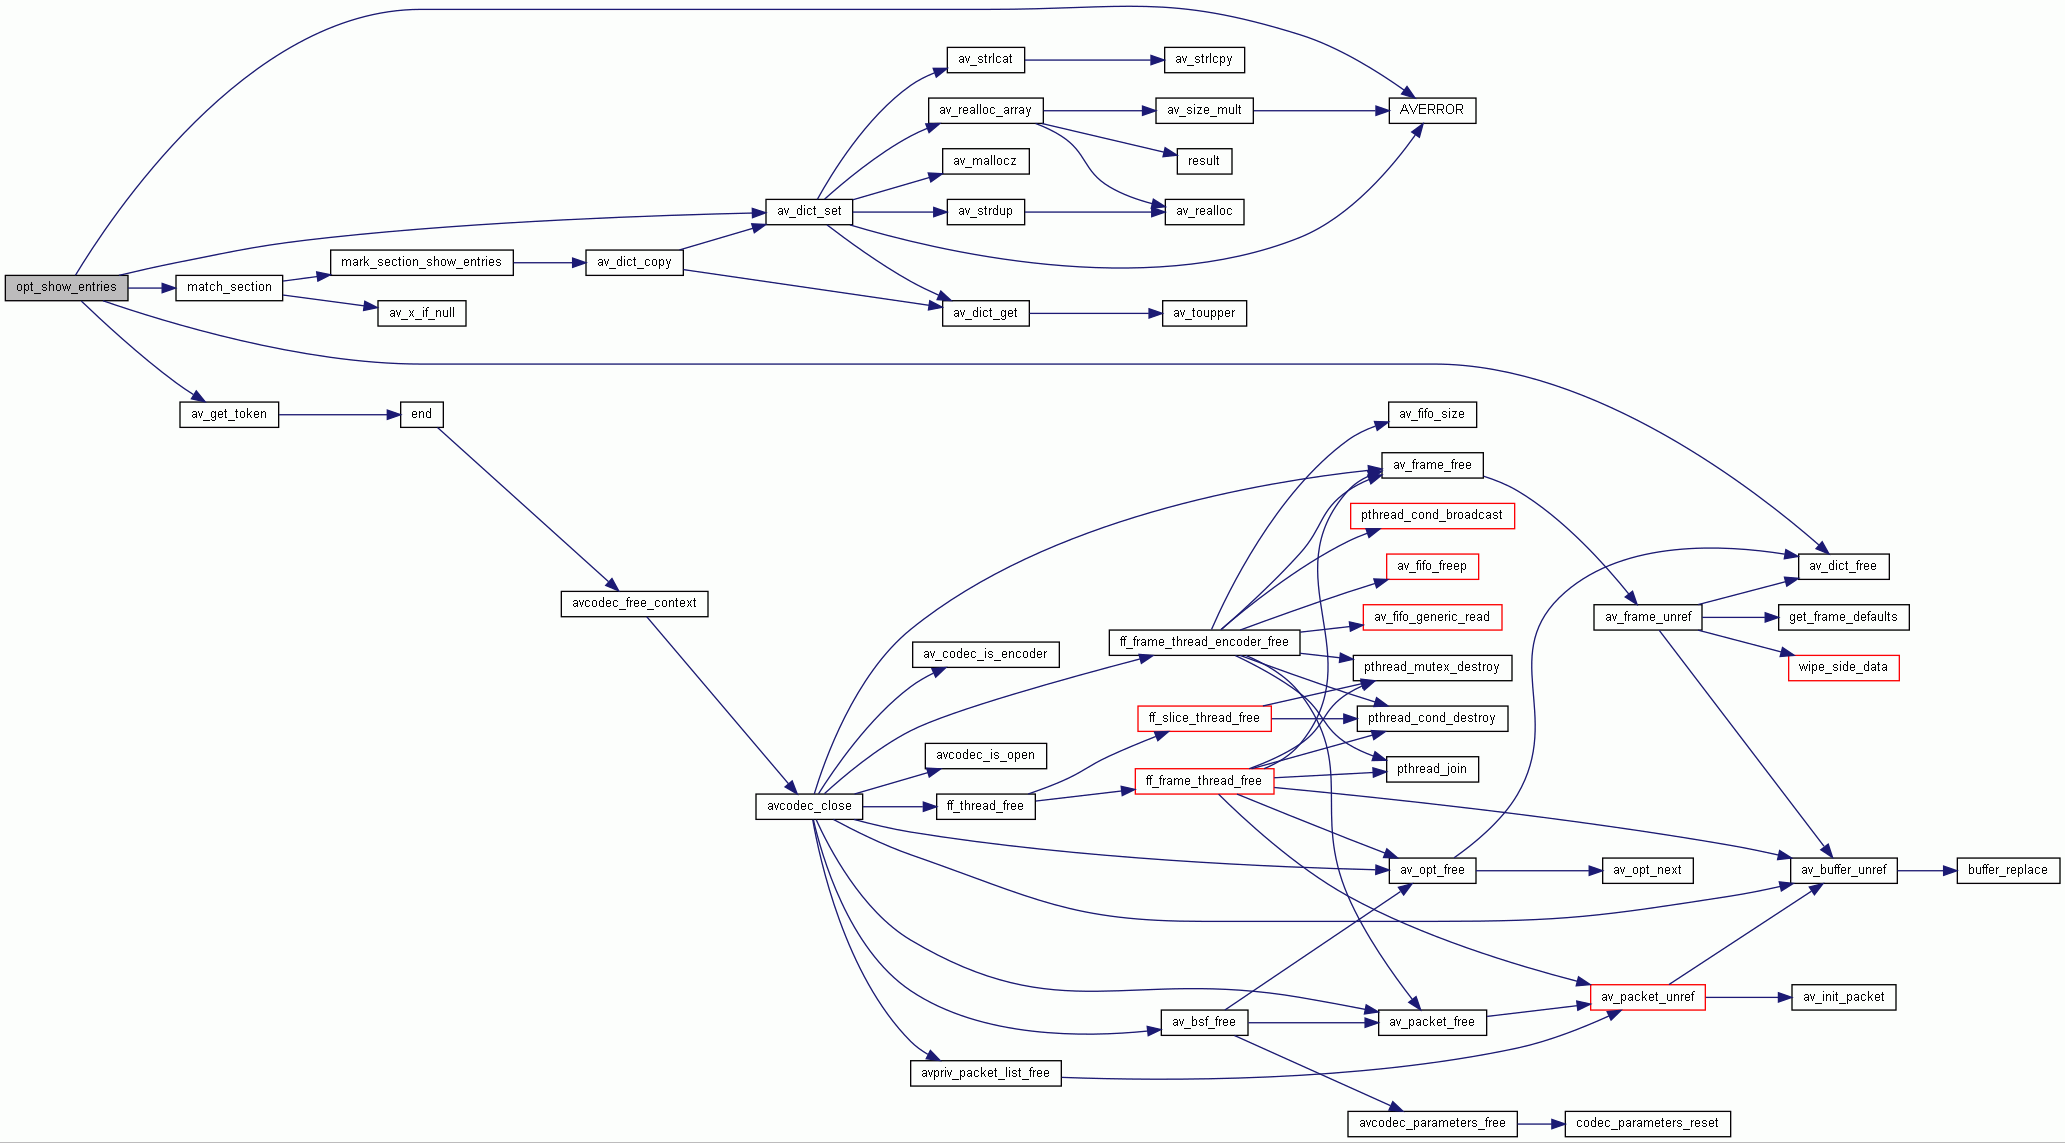 av_strlcat
av_strlcpy
av_realloc_array
av_size_mult
AVERROR
av_mallocz
result
av_dict_set
av_strdup
av_realloc
mark_section_show_entries
av_dict_copy
opt_show_entries
match_section
av_x_if_null
av_dict_get
av_toupper
av_get_token
end
av_fifo_size
av_frame_free
pthread_cond_broadcast
av_fifo_freep
av_dict_free
avcodec_free_context
av_fifo_generic_read
av_frame_unref
get_frame_defaults
ff_frame_thread_encoder_free
av_codec_is_encoder
pthread_mutex_destroy
wipe_side_data
ff_slice_thread_free
pthread_cond_destroy
avcodec_is_open
pthread_join
ff_frame_thread_free
avcodec_close
ff_thread_free
av_opt_free
av_opt_next
av_buffer_unref
buffer_replace
av_packet_unref
av_init_packet
av_bsf_free
av_packet_free
avpriv_packet_list_free
avcodec_parameters_free
codec_parameters_reset